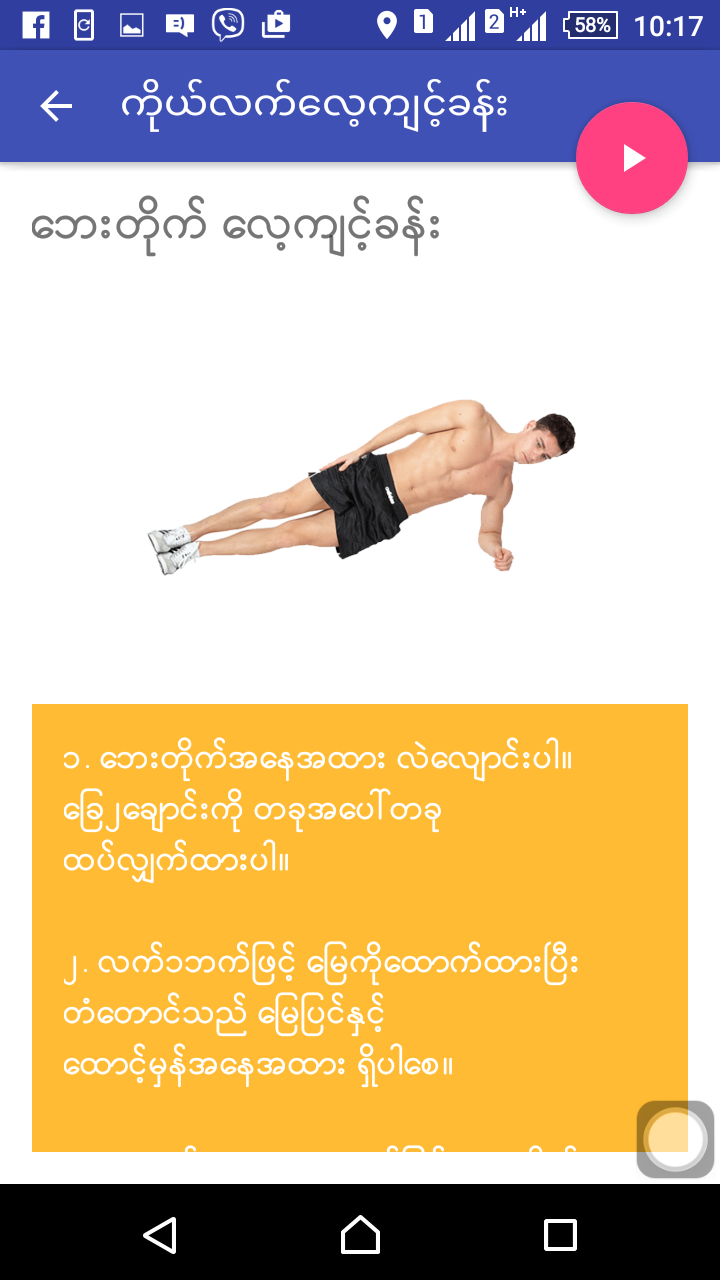 1 2 H+ 58% 10:17
ကိုယ်လက်လေ့ကျင့်ခန်း
ဘေးတိုက် လေ့ကျင့်ခန်း
adidas
၁. ဘေးတိုက်အနေအထား လဲလျောင်းပါ။
ခြေ၂ချောင်းကို တခုအပေါ်တခု
ထပ်လျှက်ထားပါ။
၂. လက်၁ဘက်ဖြင့် မြေကိုထောက်ထားပြီး
တံတောင်သည် မြေပြင်နှင့်
ထောင့်မှန်အနေအထား ရှိပါစေ။